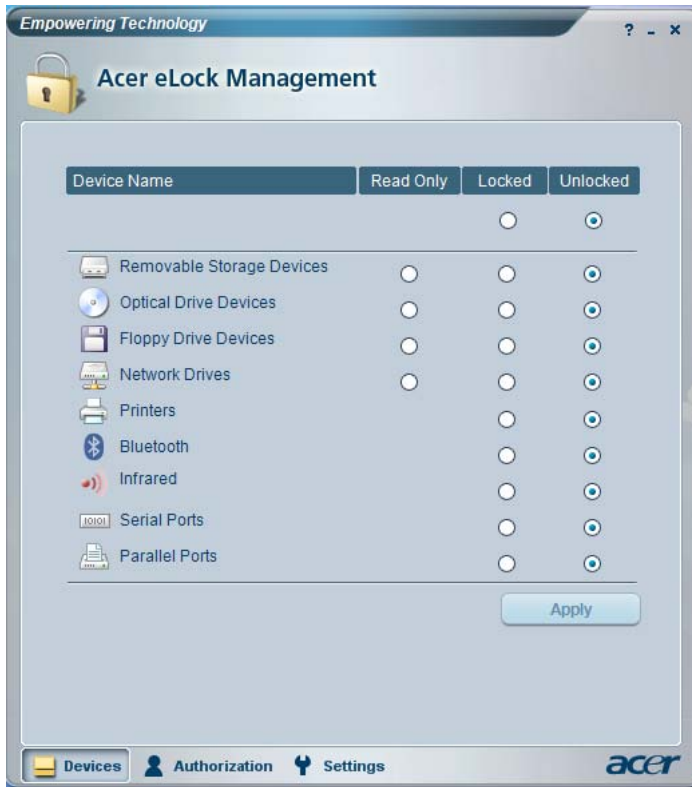 Empowering Technology
? - x
Acer eLock Management
Device Name Read Only Locked Unlocked
Removable Storage Devices
Optical Drive Devices
Floppy Drive Devices
Network Drives
Printers
Bluetooth
Infrared
10101 Serial Ports
Parallel Ports
Apply
Devices Authorization Settings acer